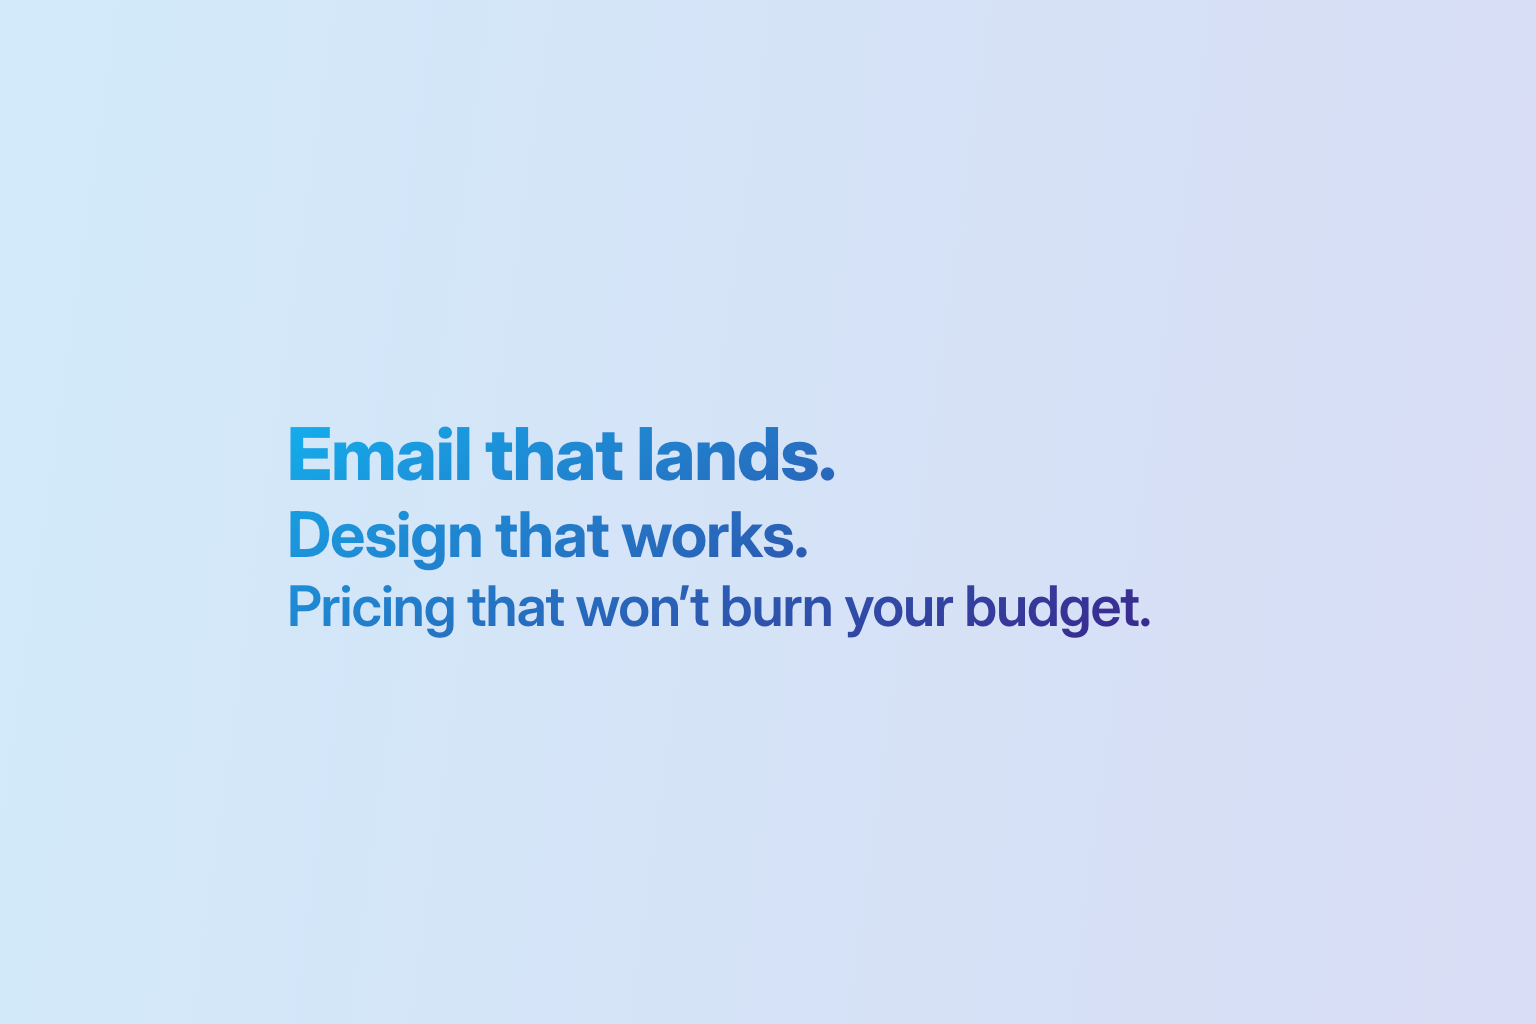 Email that lands.
Design that works.
Pricing that won’t burn your budget.